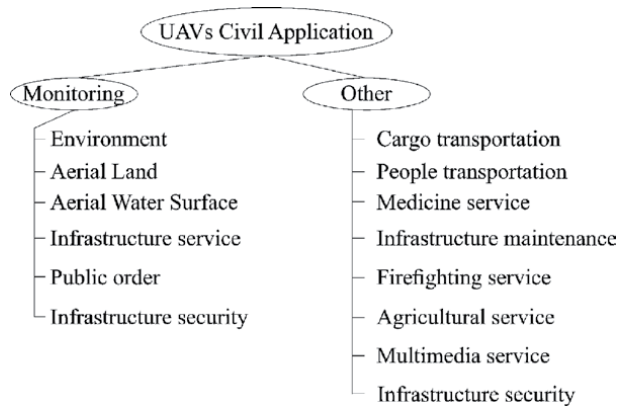 UAVs Civil Application
Monitoring
Environment
Aerial Land
Aerial Water Surface
Infrastructure service
Public order
Infrastructure security
Other
Cargo transportation
People transportation
Medicine service
Infrastructure maintenance
Firefighting service
Agricultural service
Multimedia service
Infrastructure security